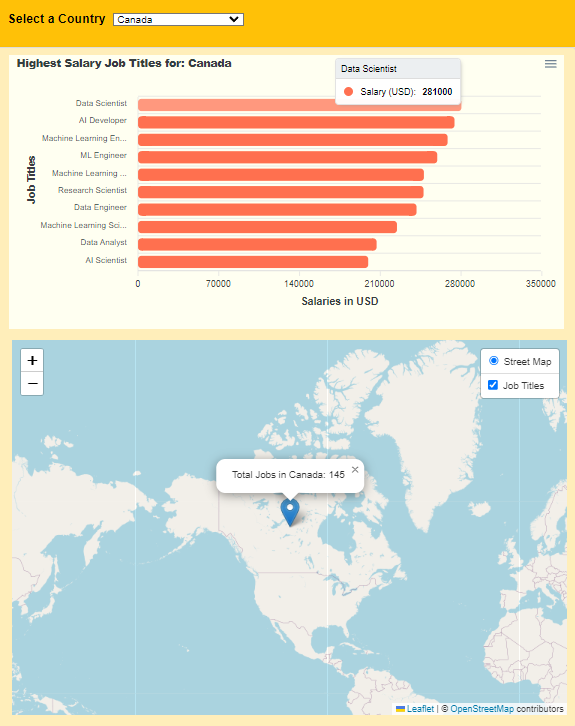 Select a Country Canada
Highest Salary Job Titles for: Canada
Data Scientist
Salary (USD): 281000
Job Titles
Data Scientist
AI Developer
Machine Learning En...
ML Engineer
Machine Learning ...
Research Scientist
Data Engineer
Machine Learning Sci...
Data Analyst
AI Scientist
0 70000 140000 210000 280000 350000
Salaries in USD
+
−
Street Map
Job Titles
Total Jobs in Canada: 145 ×
Leaflet | © OpenStreetMap contributors